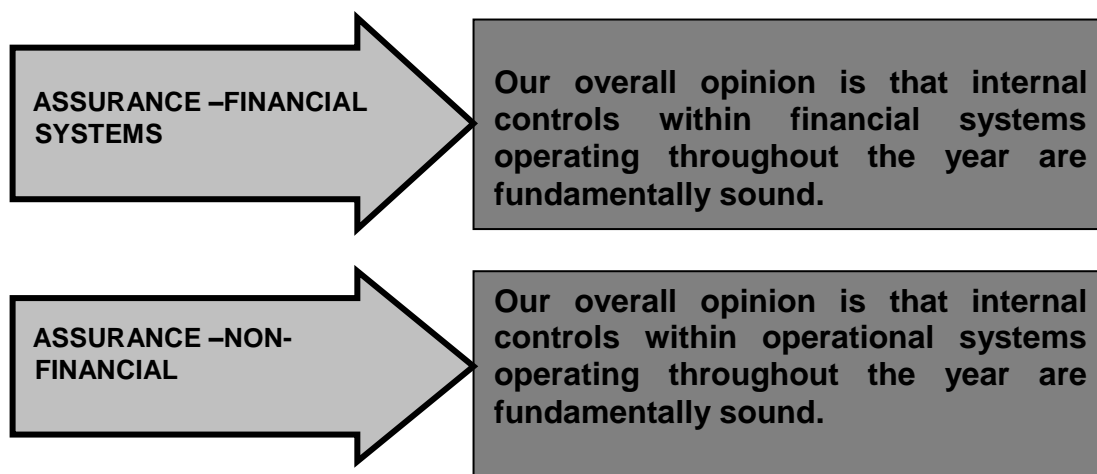 ASSURANCE –FINANCIAL
SYSTEMS
Our overall opinion is that internal
controls within financial systems
operating throughout the year are
fundamentally sound.
ASSURANCE –NON-
FINANCIAL
Our overall opinion is that internal
controls within operational systems
operating throughout the year are
fundamentally sound.